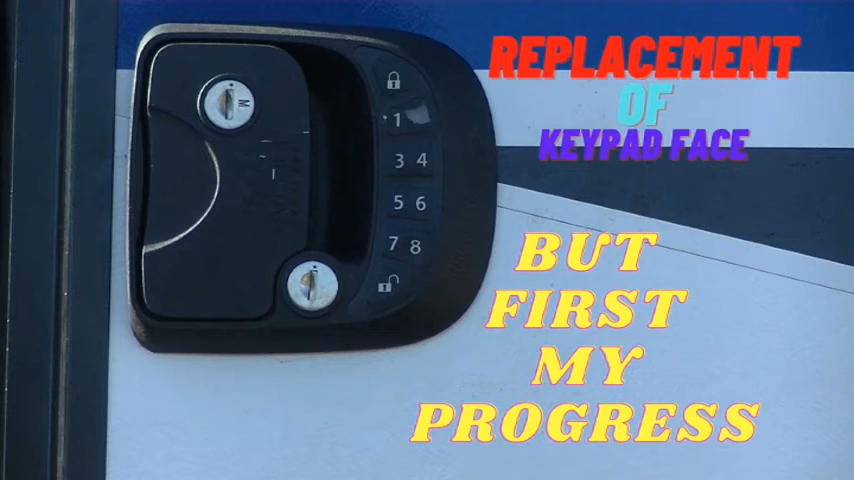 REPLACEMENT
OF
KEYPAD FACE
BUT
FIRST
MY
PROGRESS
M
1
3 4
5 6
7 8